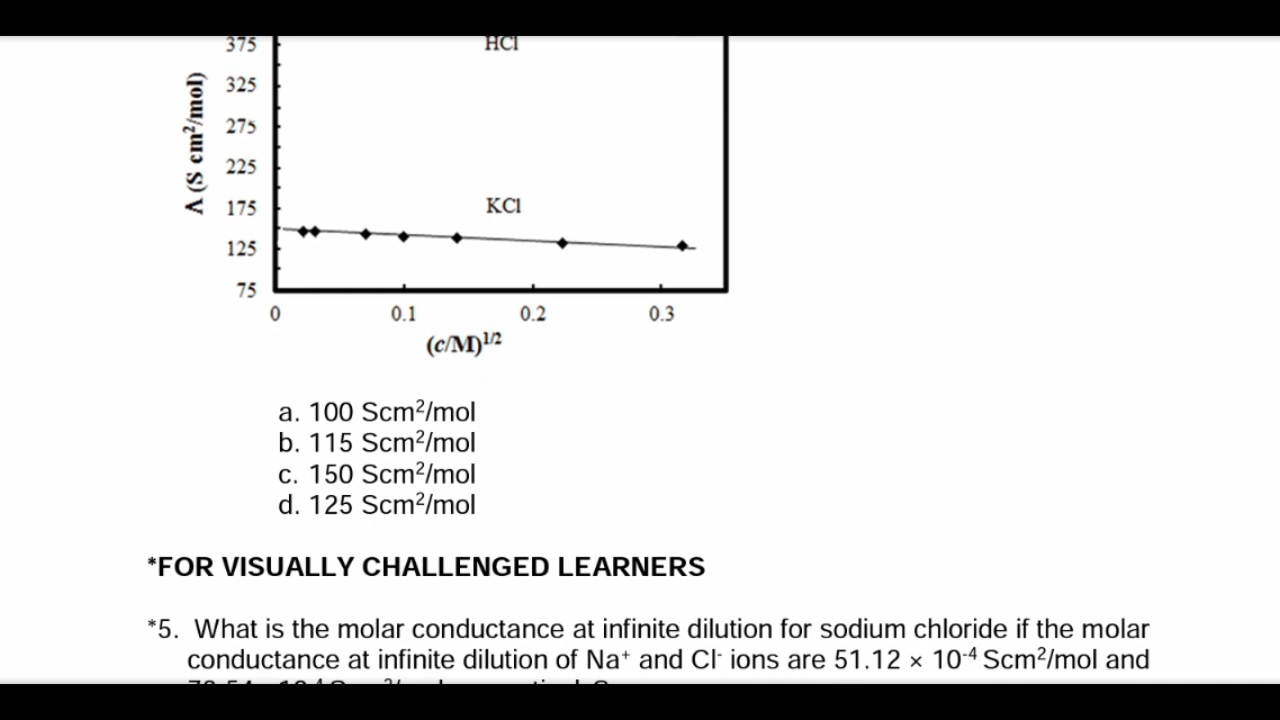 375
HCl
325
275
225
175
125
75
Λ (S cm²/mol)
KCl
0 0.1 0.2 0.3
(c/M)1/2
a. 100 Scm²/mol
b. 115 Scm²/mol
c. 150 Scm²/mol
d. 125 Scm²/mol
*FOR VISUALLY CHALLENGED LEARNERS
*5. What is the molar conductance at infinite dilution for sodium chloride if the molar
conductance at infinite dilution of Na⁺ and Cl⁻ ions are 51.12 × 10⁻⁴ Scm²/mol and